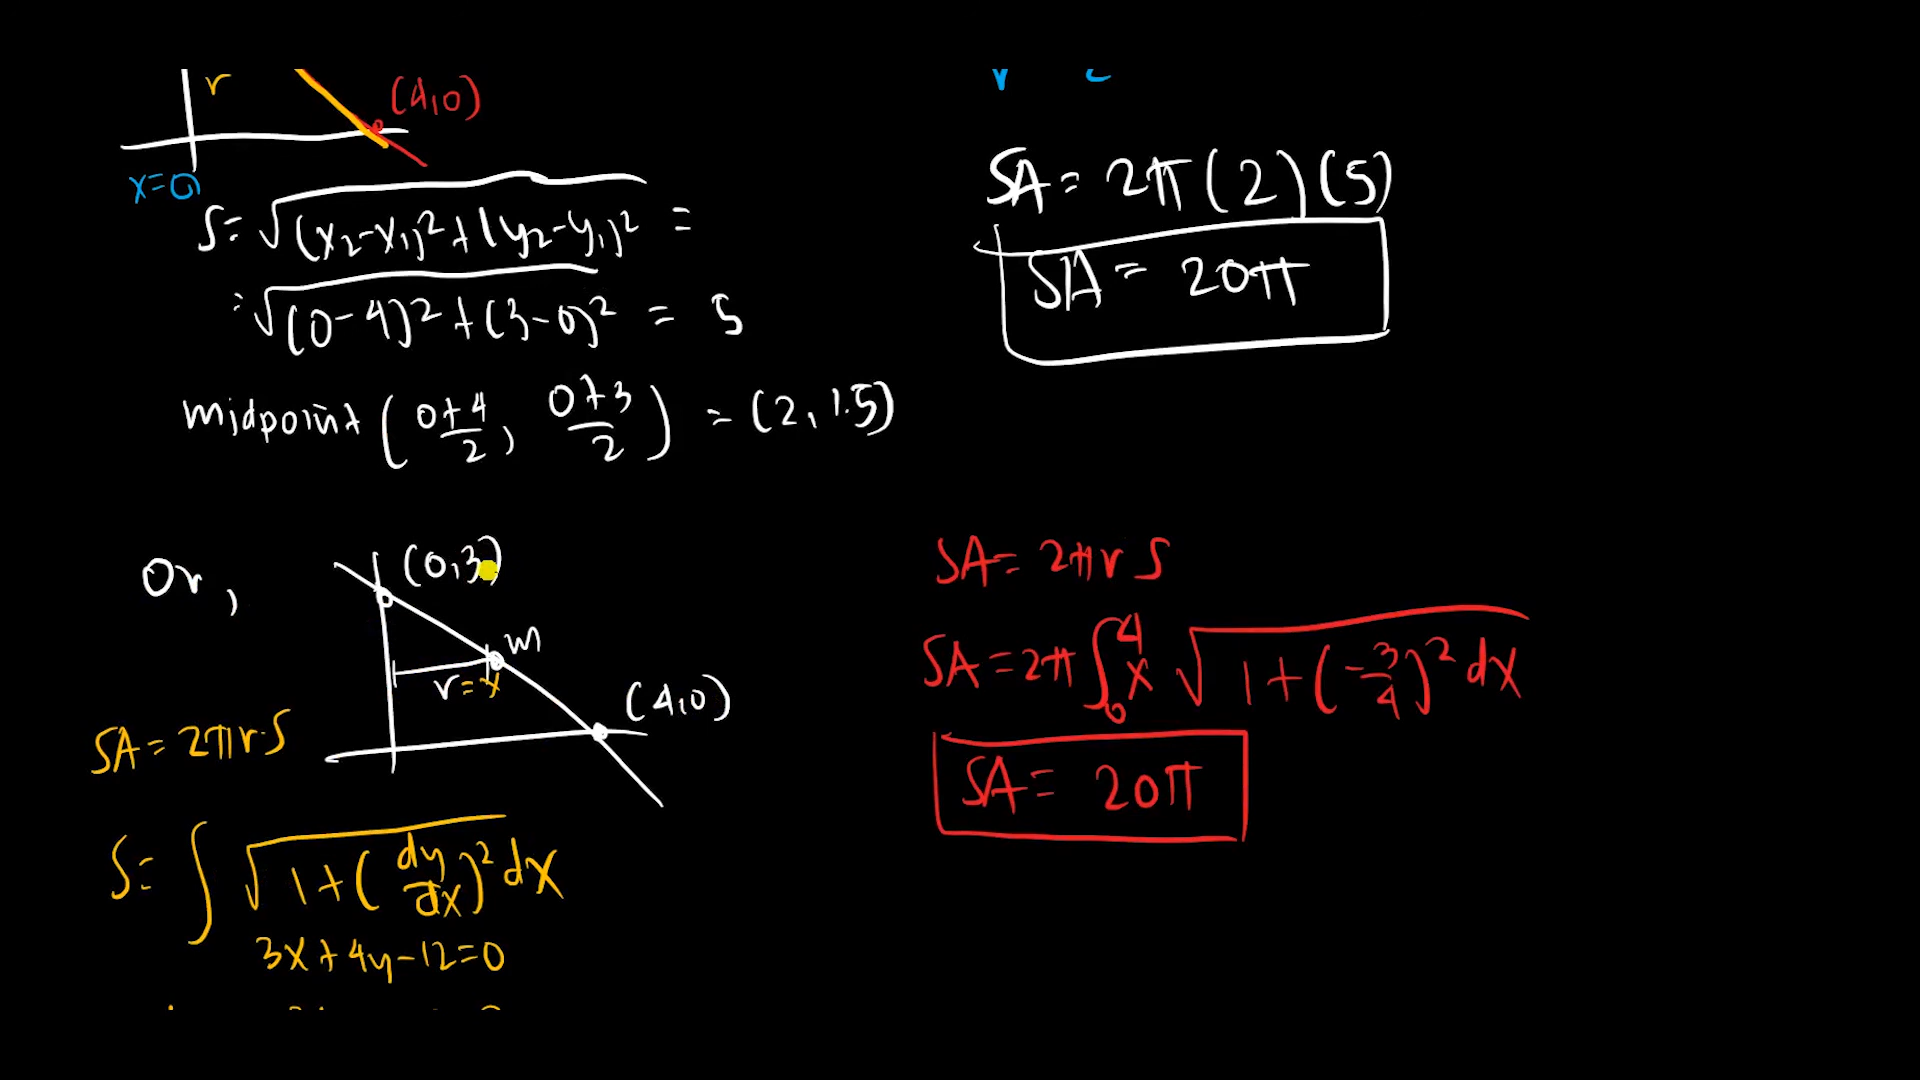 r
(4,0)
x=0
S= √(x₂-x₁)²+(y₂-y₁)² =
= √(0-4)²+(3-0)² = 5
midpoint (0+4/2, 0+3/2) = (2,1.5)
SA = 2π(2)(5)
SA = 20π
Or,
(0,3)
m
r=x
(4,0)
SA = 2πr·S
S= ∫ √1+(dy/dx)² dx
3x+4y-12=0
SA = 2πr S
SA = 2π ∫₀⁴ x √1+(-3/4)² dx
SA = 20π